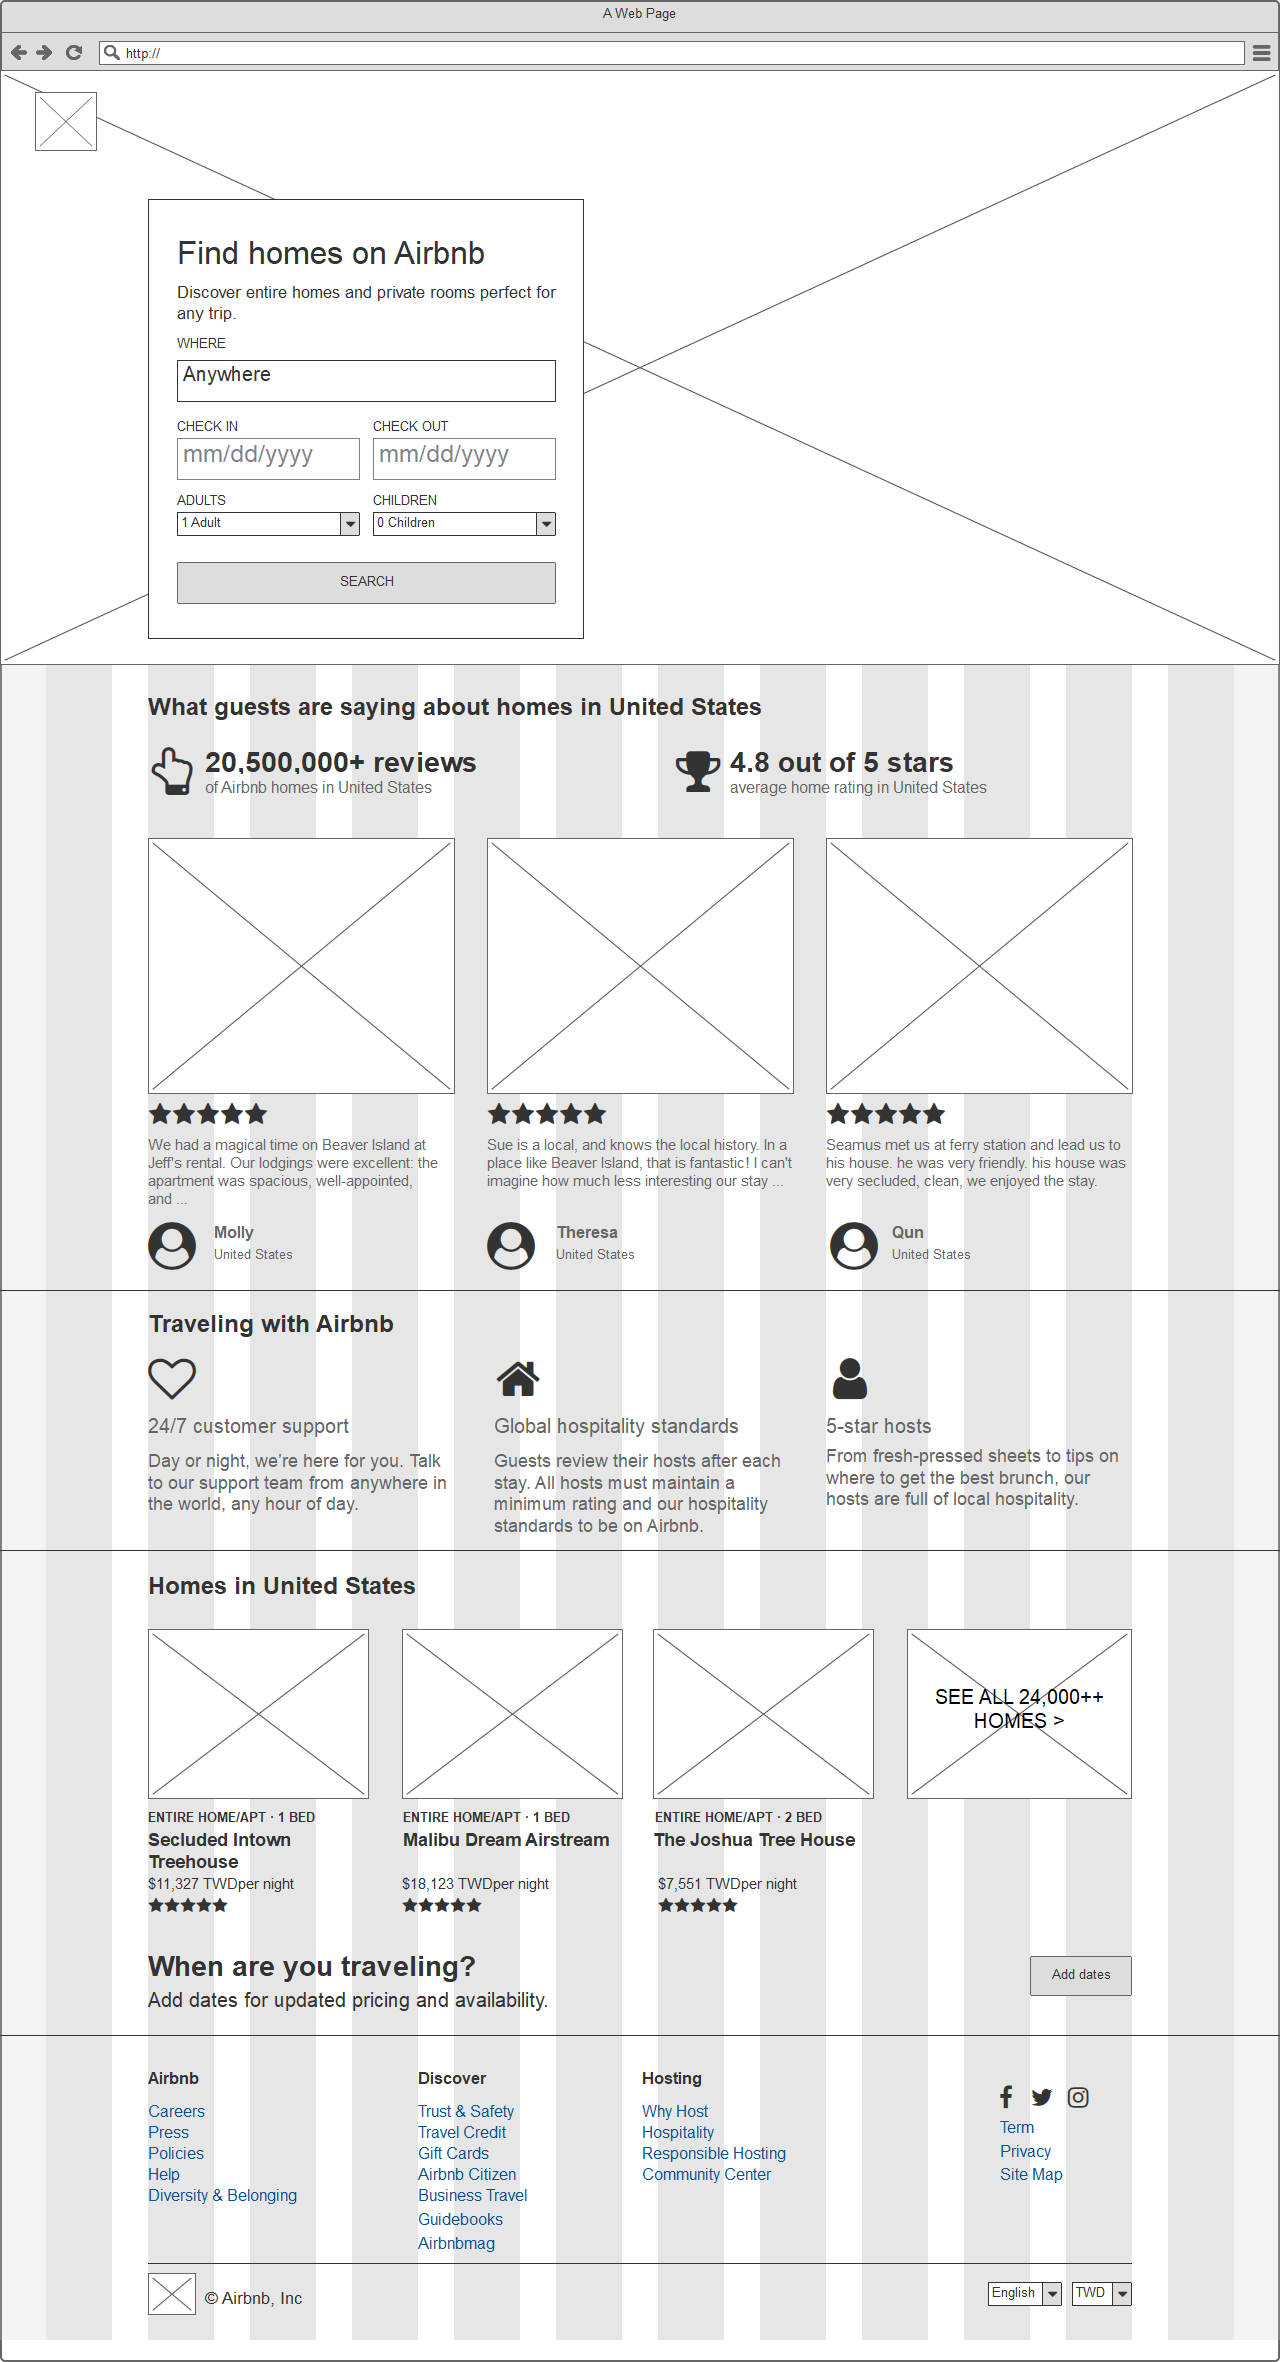 A Web Page
http://
Find homes on Airbnb
Discover entire homes and private rooms perfect for
any trip.
WHERE
Anywhere
CHECK IN CHECK OUT
mm/dd/yyyy mm/dd/yyyy
ADULTS CHILDREN
1 Adult 0 Children
SEARCH
What guests are saying about homes in United States
20,500,000+ reviews
of Airbnb homes in United States
4.8 out of 5 stars
average home rating in United States
We had a magical time on Beaver Island at
Jeff's rental. Our lodgings were excellent: the
apartment was spacious, well-appointed,
and ...
Molly
United States
Sue is a local, and knows the local history. In a
place like Beaver Island, that is fantastic! I can't
imagine how much less interesting our stay ...
Theresa
United States
Seamus met us at ferry station and lead us to
his house. he was very friendly. his house was
very secluded, clean, we enjoyed the stay.
Qun
United States
Traveling with Airbnb
24/7 customer support
Day or night, we’re here for you. Talk
to our support team from anywhere in
the world, any hour of day.
Global hospitality standards
Guests review their hosts after each
stay. All hosts must maintain a
minimum rating and our hospitality
standards to be on Airbnb.
5-star hosts
From fresh-pressed sheets to tips on
where to get the best brunch, our
hosts are full of local hospitality.
Homes in United States
SEE ALL 24,000++
HOMES >
ENTIRE HOME/APT · 1 BED
Secluded Intown
Treehouse
$11,327 TWDper night
ENTIRE HOME/APT · 1 BED
Malibu Dream Airstream
$18,123 TWDper night
ENTIRE HOME/APT · 2 BED
The Joshua Tree House
$7,551 TWDper night
When are you traveling?
Add dates for updated pricing and availability.
Add dates
Airbnb
Careers
Press
Policies
Help
Diversity & Belonging
Discover
Trust & Safety
Travel Credit
Gift Cards
Airbnb Citizen
Business Travel
Guidebooks
Airbnbmag
Hosting
Why Host
Hospitality
Responsible Hosting
Community Center
Term
Privacy
Site Map
© Airbnb, Inc
English TWD